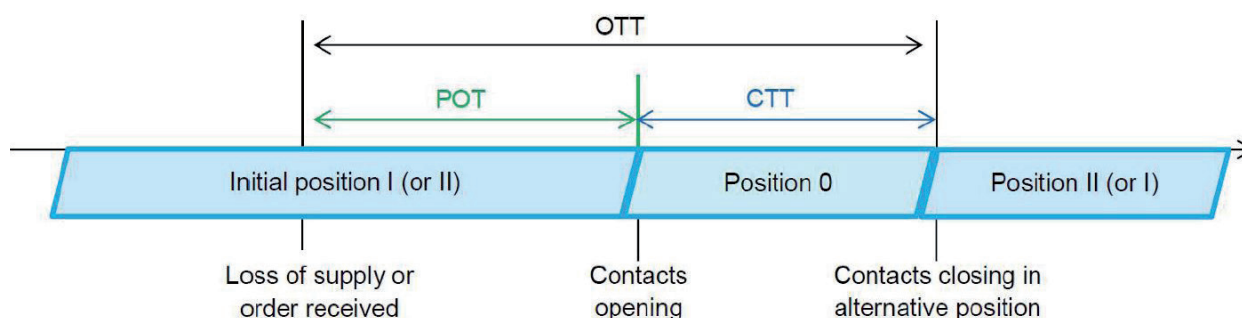 OTT
POT
CTT
Initial position I (or II)
Position 0
Position II (or I)
Loss of supply or
order received
Contacts
opening
Contacts closing in
alternative position